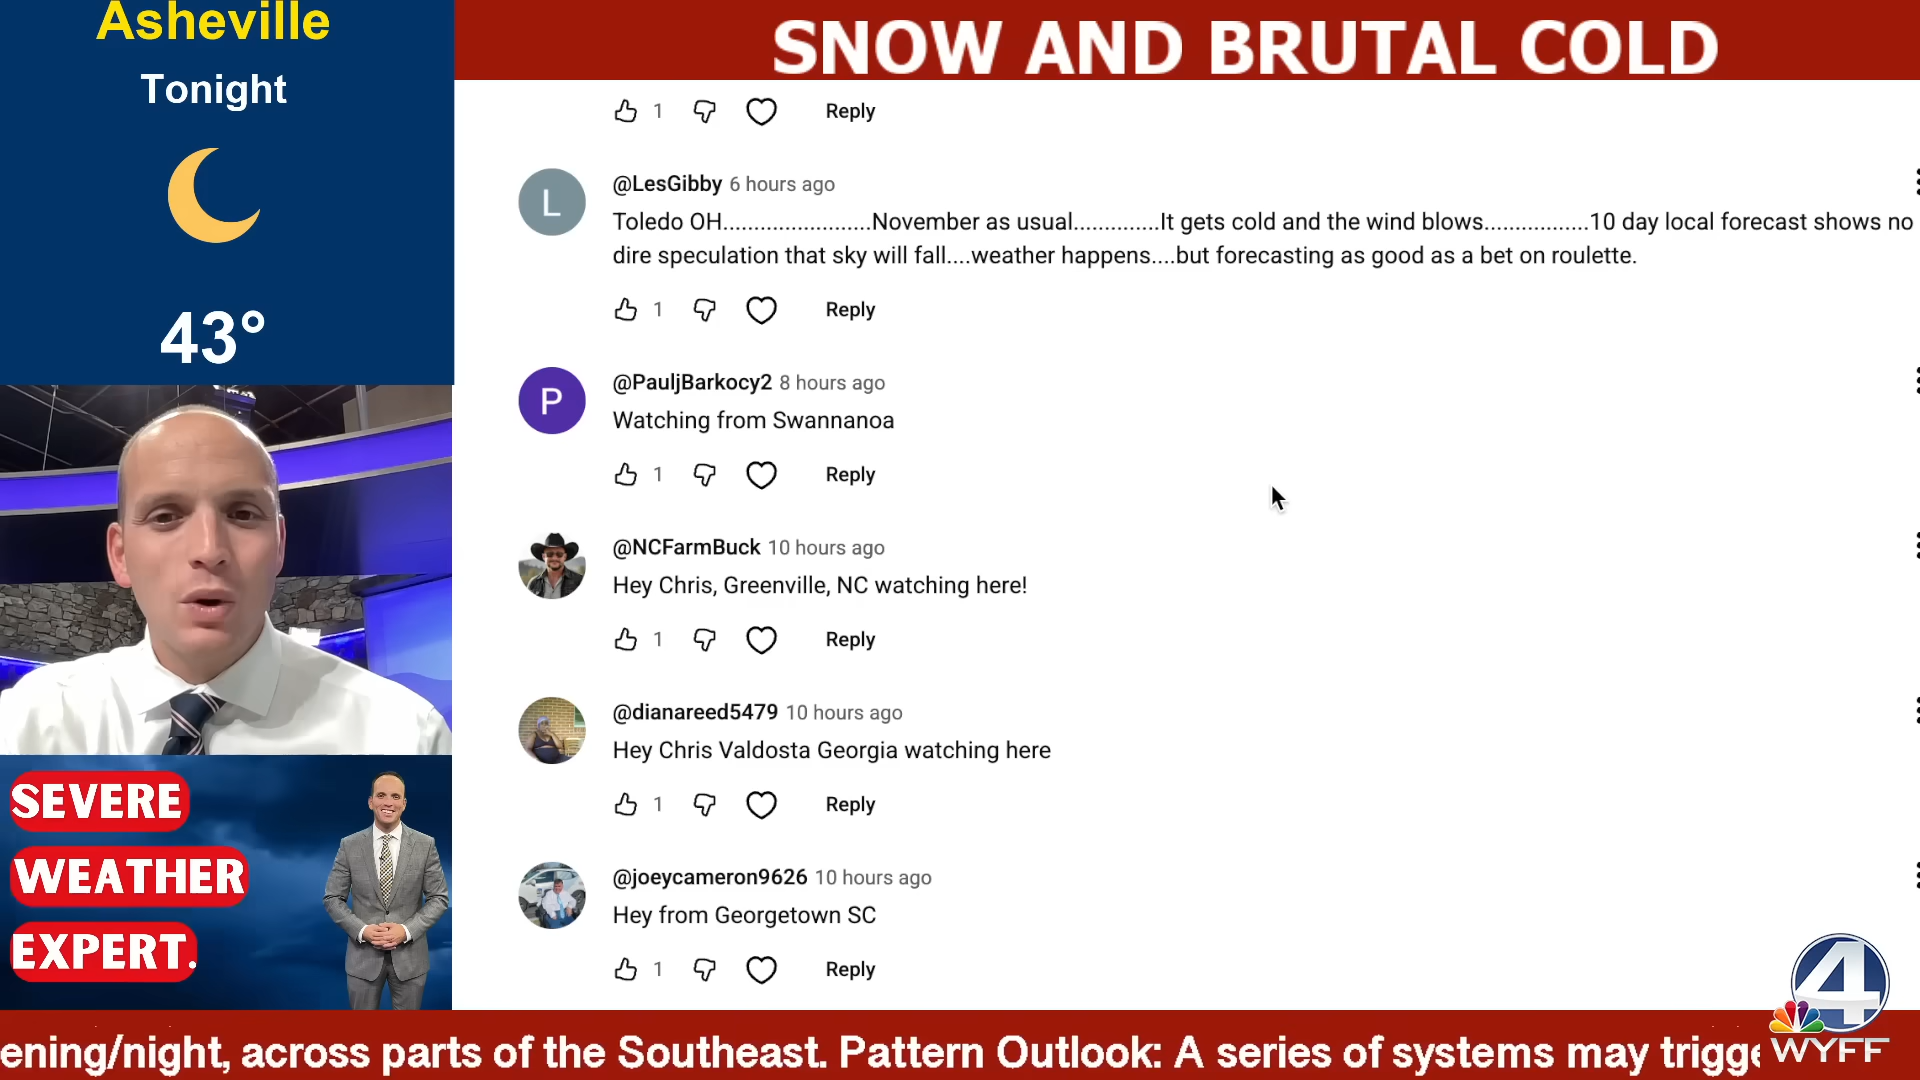 Asheville
Tonight
43°
SNOW AND BRUTAL COLD
1 Reply
L
@LesGibby 6 hours ago
Toledo OH........................November as usual..............It gets cold and the wind blows.................10 day local forecast shows no
dire speculation that sky will fall....weather happens....but forecasting as good as a bet on roulette.
1 Reply
P
@PauljBarkocy2 8 hours ago
Watching from Swannanoa
1 Reply
@NCFarmBuck 10 hours ago
Hey Chris, Greenville, NC watching here!
1 Reply
@dianareed5479 10 hours ago
Hey Chris Valdosta Georgia watching here
1 Reply
@joeycameron9626 10 hours ago
Hey from Georgetown SC
1 Reply
SEVERE
WEATHER
EXPERT.
4
WYFF
ening/night, across parts of the Southeast. Pattern Outlook: A series of systems may trigge